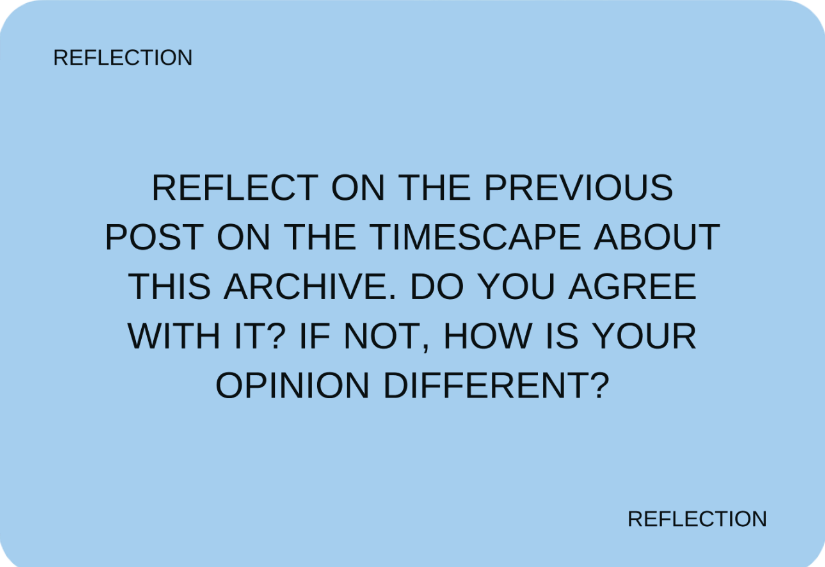 REFLECTION
REFLECT ON THE PREVIOUS
POST ON THE TIMESCAPE ABOUT
THIS ARCHIVE. DO YOU AGREE
WITH IT? IF NOT, HOW IS YOUR
OPINION DIFFERENT?
REFLECTION